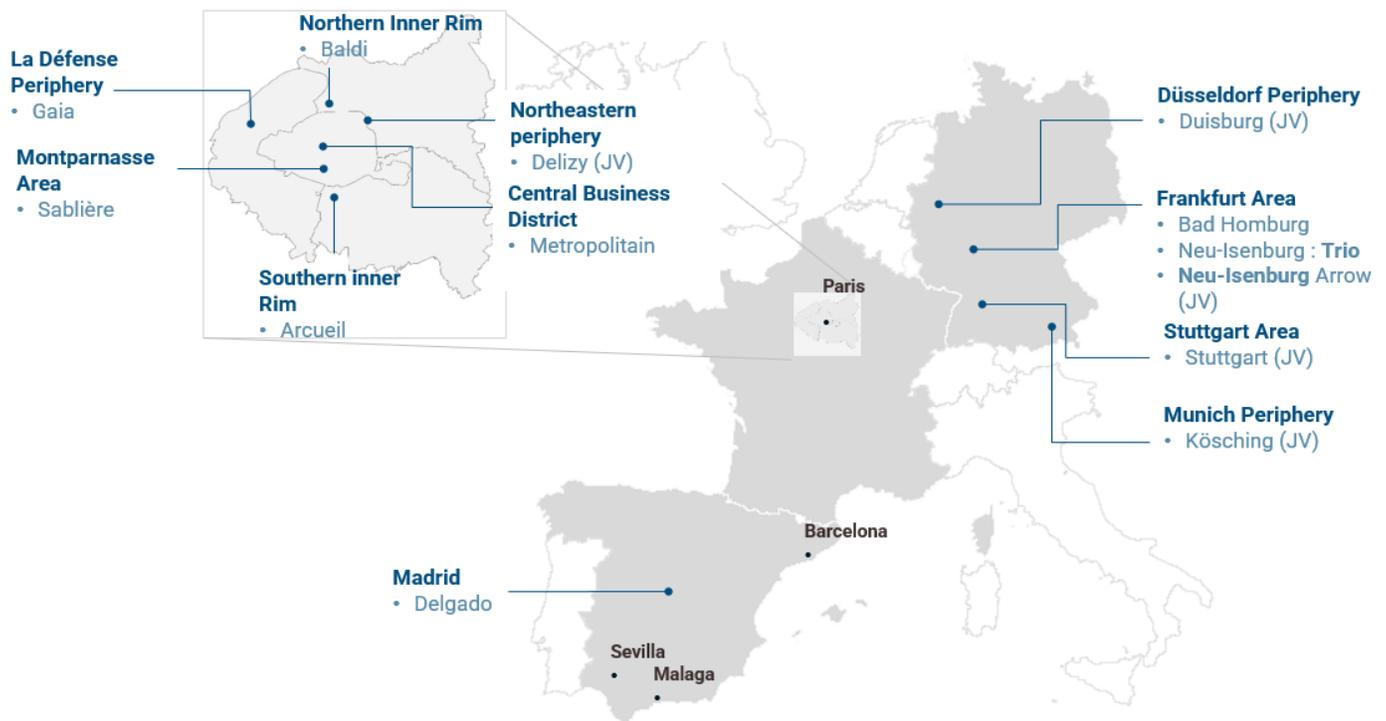 Northern Inner Rim
• Baldi
La Défense
Periphery
• Gaia
Montparnasse
Area
• Sablière
Northeastern
periphery
• Delizy (JV)
Central Business
District
• Metropolitain
Southern inner
Rim
• Arcueil
Paris
Düsseldorf Periphery
• Duisburg (JV)
Frankfurt Area
• Bad Homburg
• Neu-Isenburg : Trio
• Neu-Isenburg Arrow
(JV)
Stuttgart Area
• Stuttgart (JV)
Munich Periphery
• Kösching (JV)
Barcelona
Madrid
• Delgado
Sevilla
Malaga